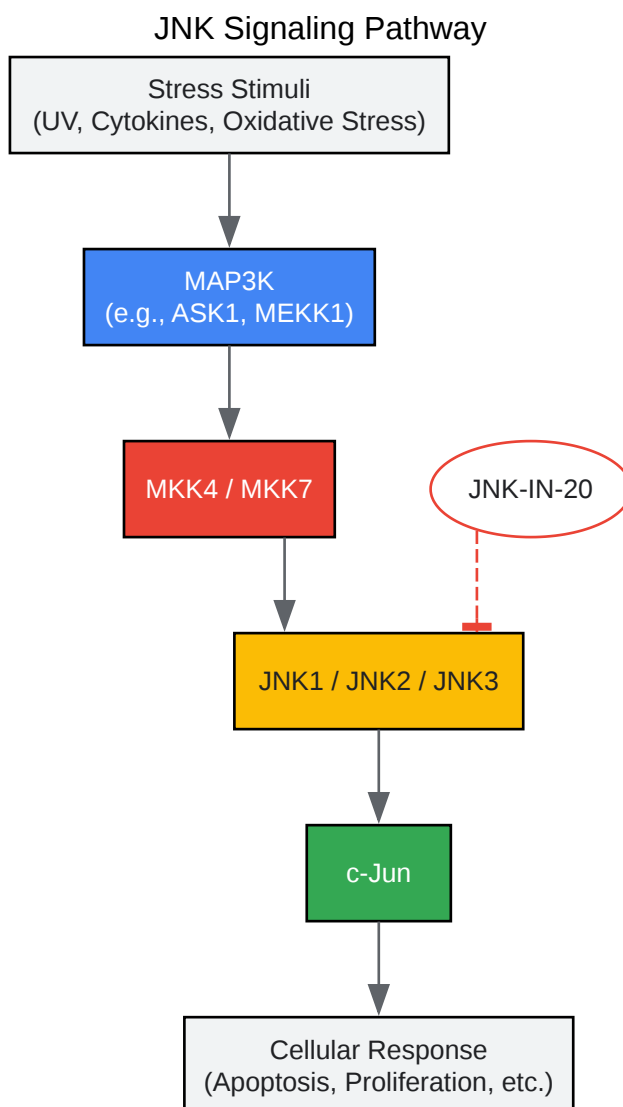 JNK Signaling Pathway
Stress Stimuli
(UV, Cytokines, Oxidative Stress)
MAP3K
(e.g., ASK1, MEKK1)
MKK4 / MKK7
JNK-IN-20
JNK1 / JNK2 / JNK3
c-Jun
Cellular Response
(Apoptosis, Proliferation, etc.)